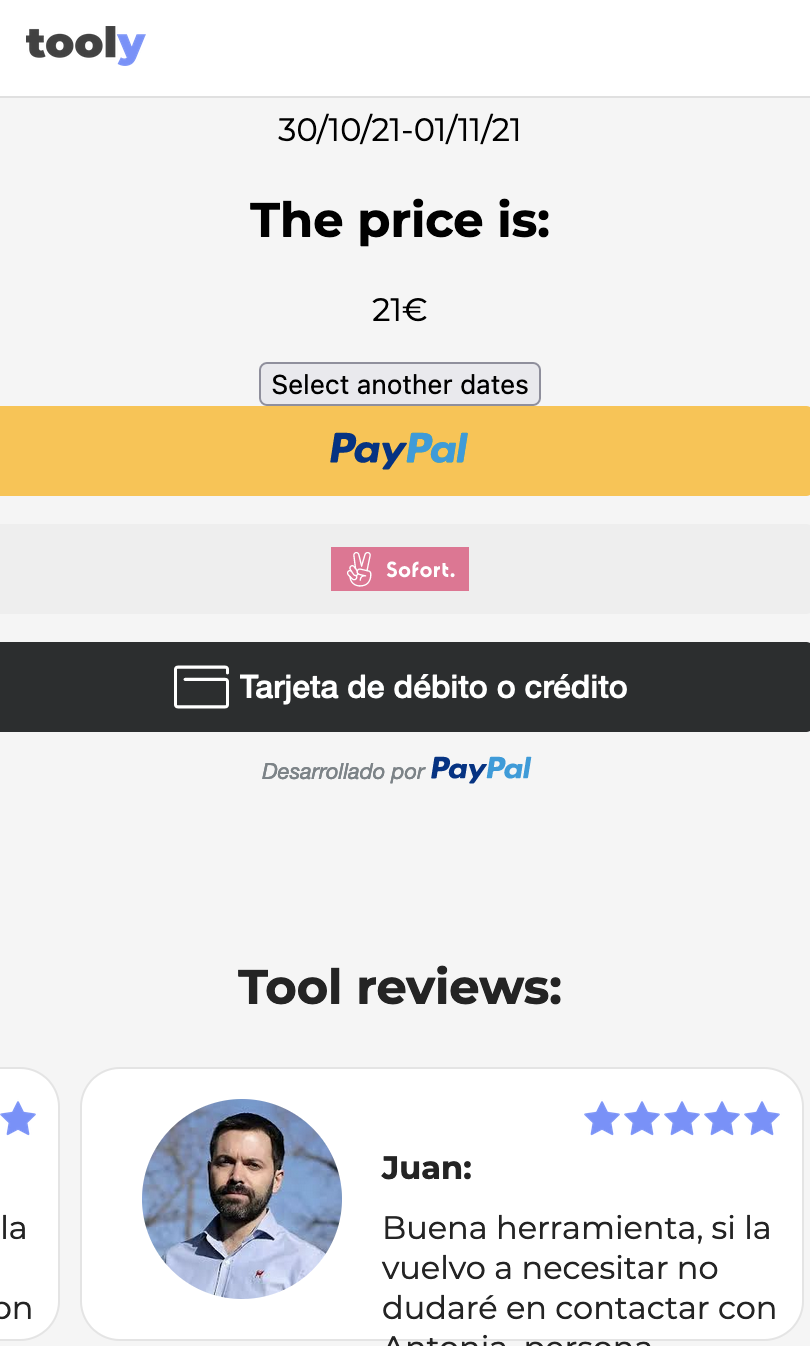 tooly
30/10/21-01/11/21
The price is:
21€
Select another dates
PayPal
Sofort.
Tarjeta de débito o crédito
Desarrollado por PayPal
Tool reviews:
Juan:
la
Buena herramienta, si la
vuelvo a necesitar no
on
dudaré en contactar con
Antonia, persona